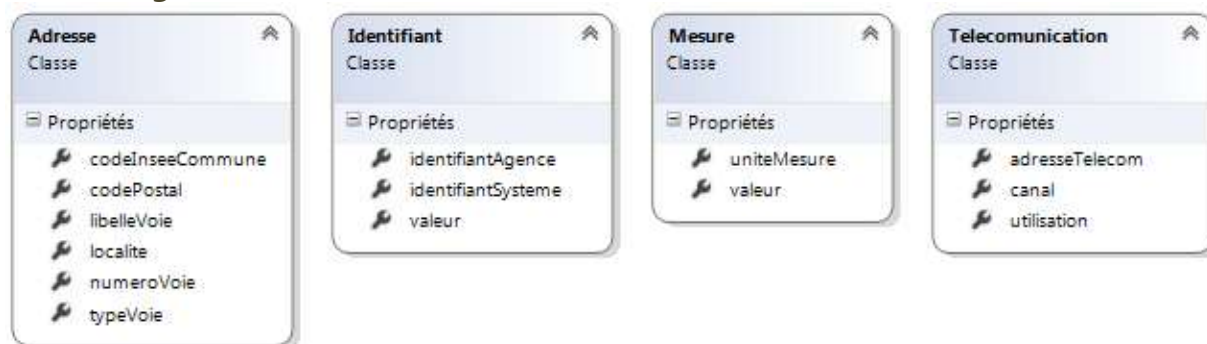 Adresse
Classe
Propriétés
codeInseeCommune
codePostal
libelleVoie
localite
numeroVoie
typeVoie
Identifiant
Classe
Propriétés
identifiantAgence
identifiantSysteme
valeur
Mesure
Classe
Propriétés
uniteMesure
valeur
Telecomunication
Classe
Propriétés
adresseTelecom
canal
utilisation